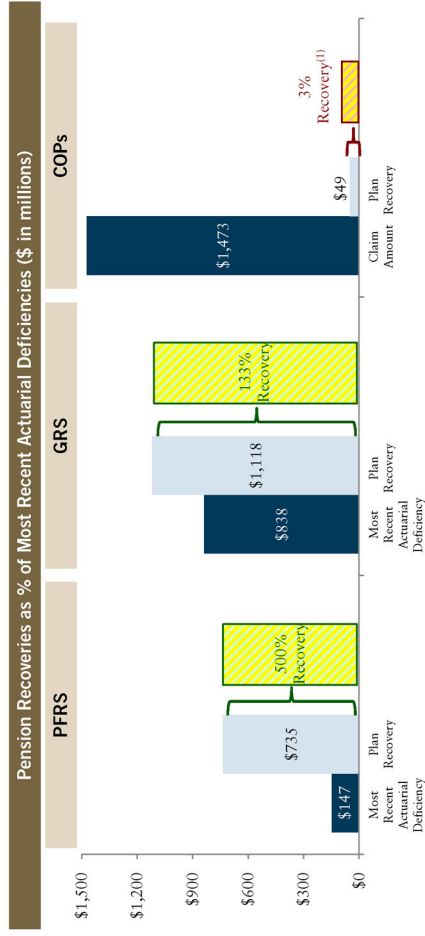 Pension Recoveries as % of Most Recent Actuarial Deficiencies ($ in millions)
PFRS
GRS
COPs
$1,500
$1,200
$900
$600
$300
$0
$147
$735
500%
Recovery
$838
$1,118
133%
Recovery
$1,473
$49
3%
Recovery(1)
Most
Recent
Actuarial
Deficiency
Plan
Recovery
Most
Recent
Actuarial
Deficiency
Plan
Recovery
Claim
Amount
Plan
Recovery